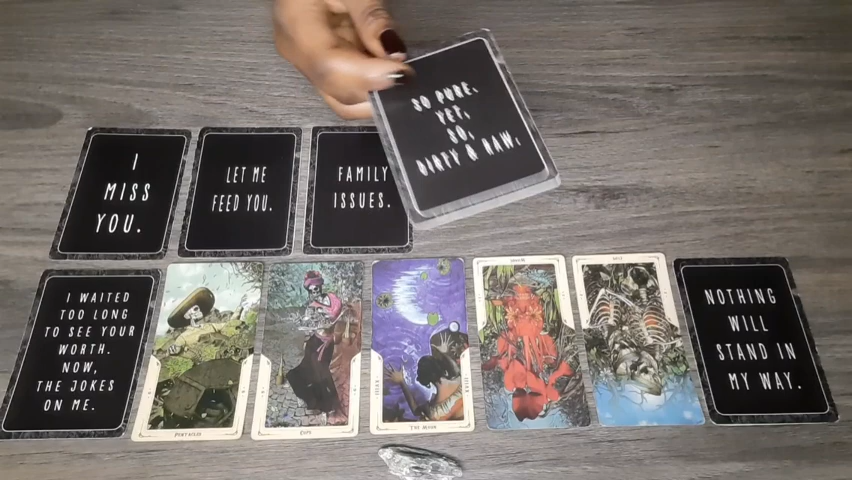 SO PURE,
YET,
SO,
DIRTY & RAW.
I
MISS
YOU.
LET ME
FEED YOU.
FAMILY
ISSUES.
I WAITED
TOO LONG
TO SEE YOUR
WORTH.
NOW,
THE JOKES
ON ME.
PENTACLES
CUPS
THE MOON
NOTHING
WILL
STAND IN
MY WAY.